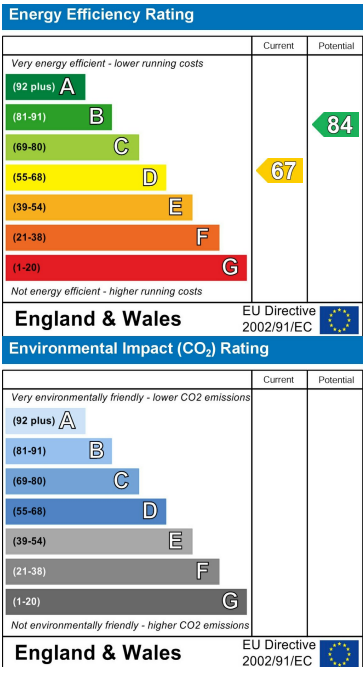 Energy Efficiency Rating
Current Potential
Very energy efficient - lower running costs
(92 plus) A
(81-91) B
84
(69-80) C
(55-68) D
67
(39-54) E
(21-38) F
(1-20) G
Not energy efficient - higher running costs
England & Wales
EU Directive
2002/91/EC
Environmental Impact (CO₂) Rating
Current Potential
Very environmentally friendly - lower CO2 emissions
(92 plus) A
(81-91) B
(69-80) C
(55-68) D
(39-54) E
(21-38) F
(1-20) G
Not environmentally friendly - higher CO2 emissions
England & Wales
EU Directive
2002/91/EC